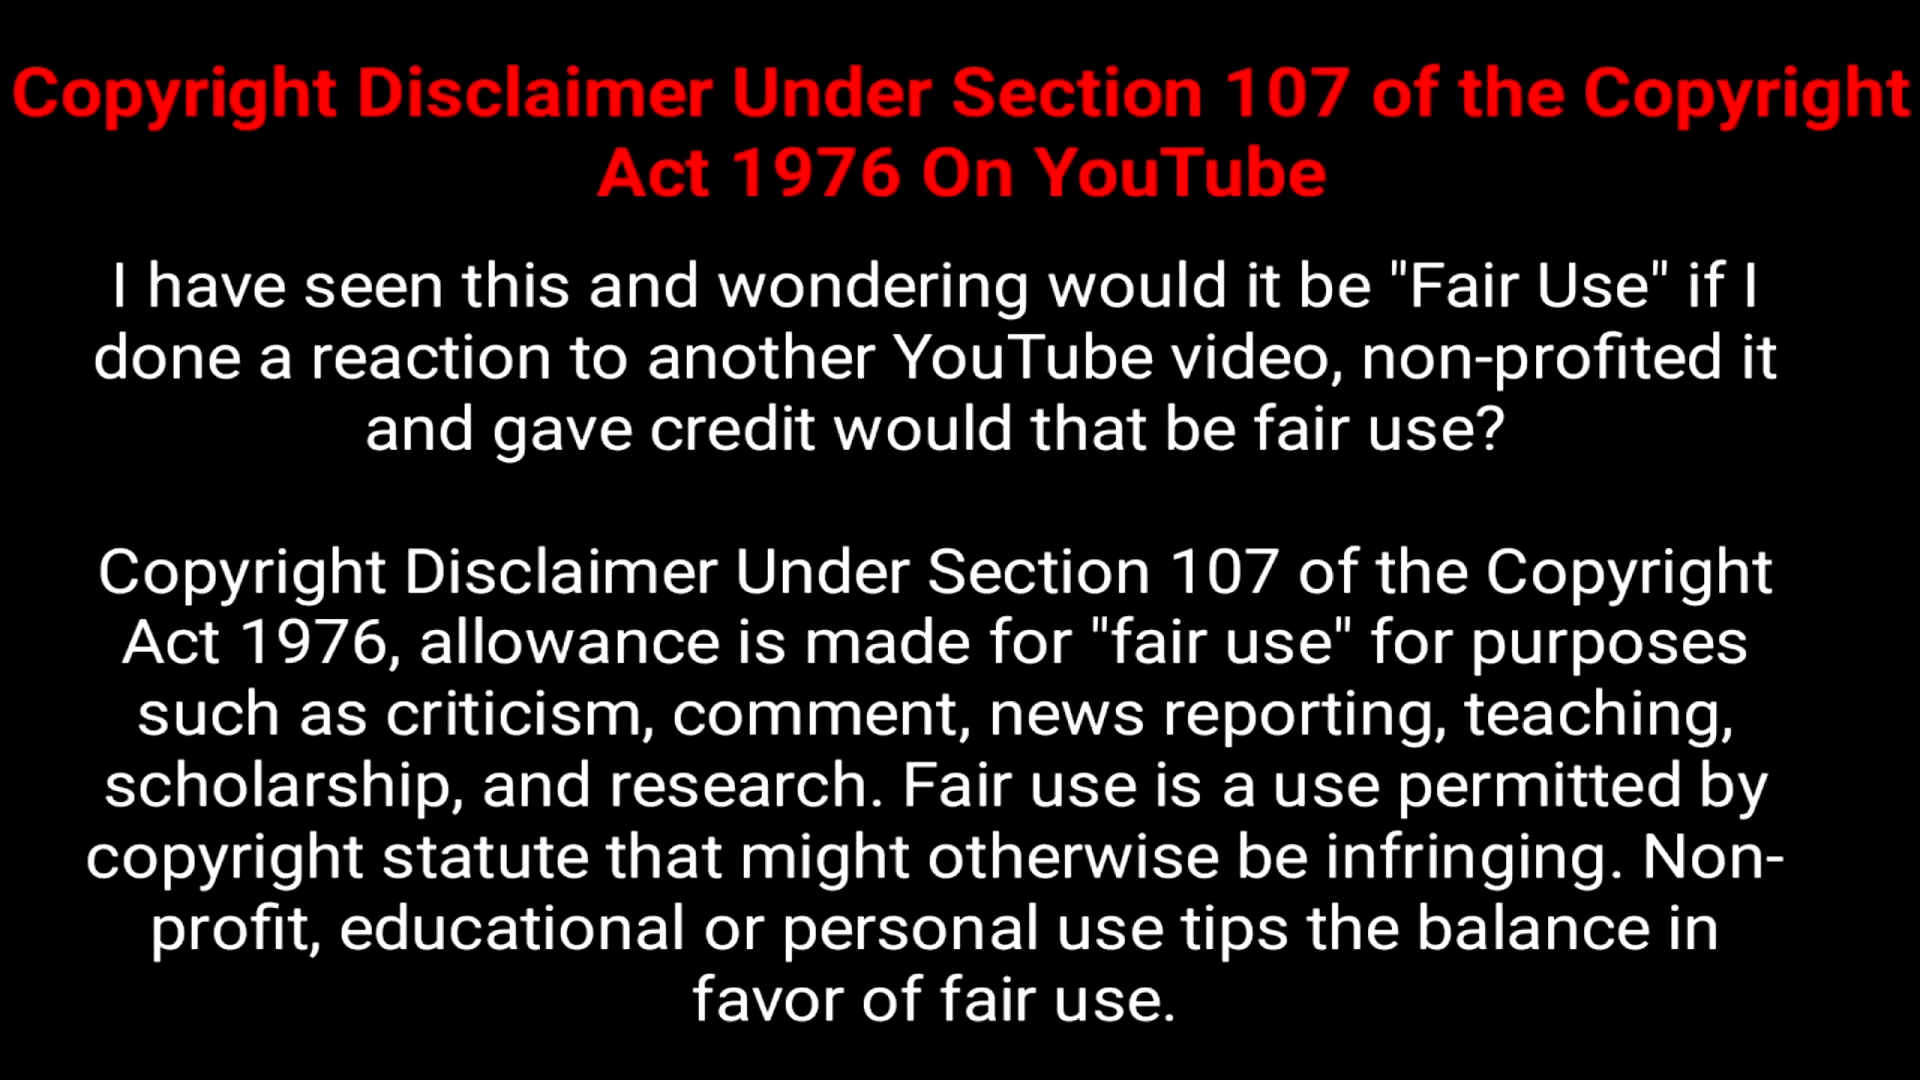 Copyright Disclaimer Under Section 107 of the Copyright
Act 1976 On YouTube
I have seen this and wondering would it be "Fair Use" if I
done a reaction to another YouTube video, non-profited it
and gave credit would that be fair use?
Copyright Disclaimer Under Section 107 of the Copyright
Act 1976, allowance is made for "fair use" for purposes
such as criticism, comment, news reporting, teaching,
scholarship, and research. Fair use is a use permitted by
copyright statute that might otherwise be infringing. Non-
profit, educational or personal use tips the balance in
favor of fair use.